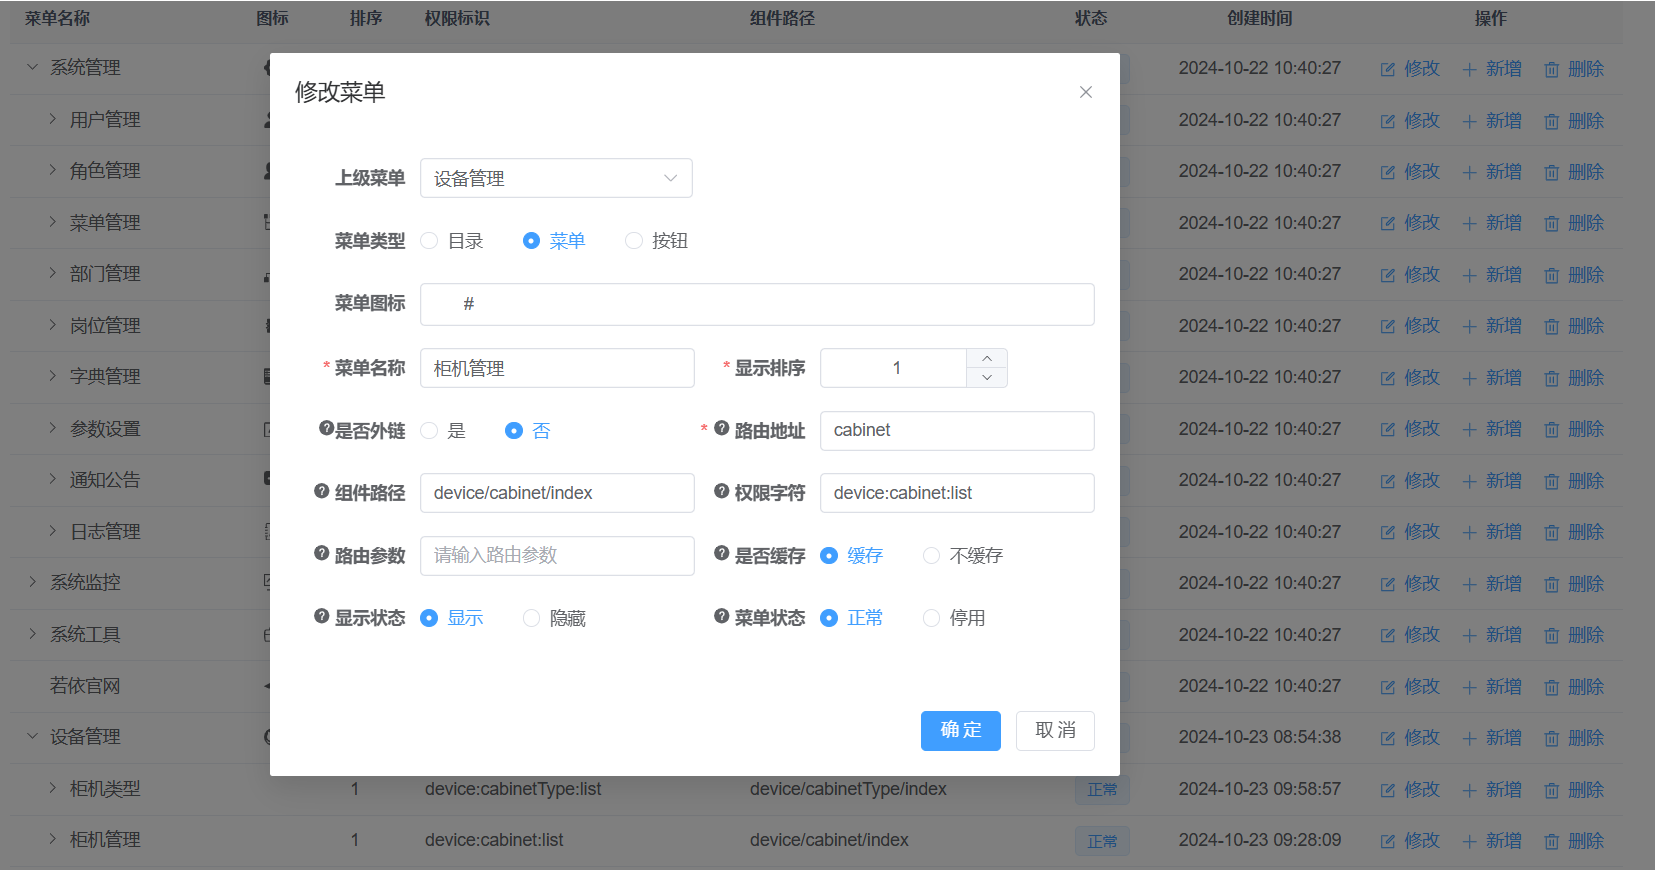 菜单名称 图标 排序 权限标识 组件路径 状态 创建时间 操作
系统管理 2024-10-22 10:40:27 修改 新增 删除
修改菜单
用户管理 2024-10-22 10:40:27 修改 新增 删除
角色管理 2024-10-22 10:40:27 修改 新增 删除
上级菜单 设备管理
菜单管理 2024-10-22 10:40:27 修改 新增 删除
菜单类型 目录 菜单 按钮
部门管理 2024-10-22 10:40:27 修改 新增 删除
菜单图标 #
岗位管理 2024-10-22 10:40:27 修改 新增 删除
* 菜单名称 柜机管理 * 显示排序 1
字典管理 2024-10-22 10:40:27 修改 新增 删除
参数设置 2024-10-22 10:40:27 修改 新增 删除
是否外链 是 否 * 路由地址 cabinet
通知公告 2024-10-22 10:40:27 修改 新增 删除
组件路径 device/cabinet/index 权限字符 device:cabinet:list
日志管理 2024-10-22 10:40:27 修改 新增 删除
路由参数 请输入路由参数 是否缓存 缓存 不缓存
系统监控 2024-10-22 10:40:27 修改 新增 删除
显示状态 显示 隐藏 菜单状态 正常 停用
系统工具 2024-10-22 10:40:27 修改 新增 删除
若依官网 2024-10-22 10:40:27 修改 新增 删除
确 定 取 消
设备管理 2024-10-23 08:54:38 修改 新增 删除
柜机类型 1 device:cabinetType:list device/cabinetType/index 正常 2024-10-23 09:58:57 修改 新增 删除
柜机管理 1 device:cabinet:list device/cabinet/index 正常 2024-10-23 09:28:09 修改 新增 删除